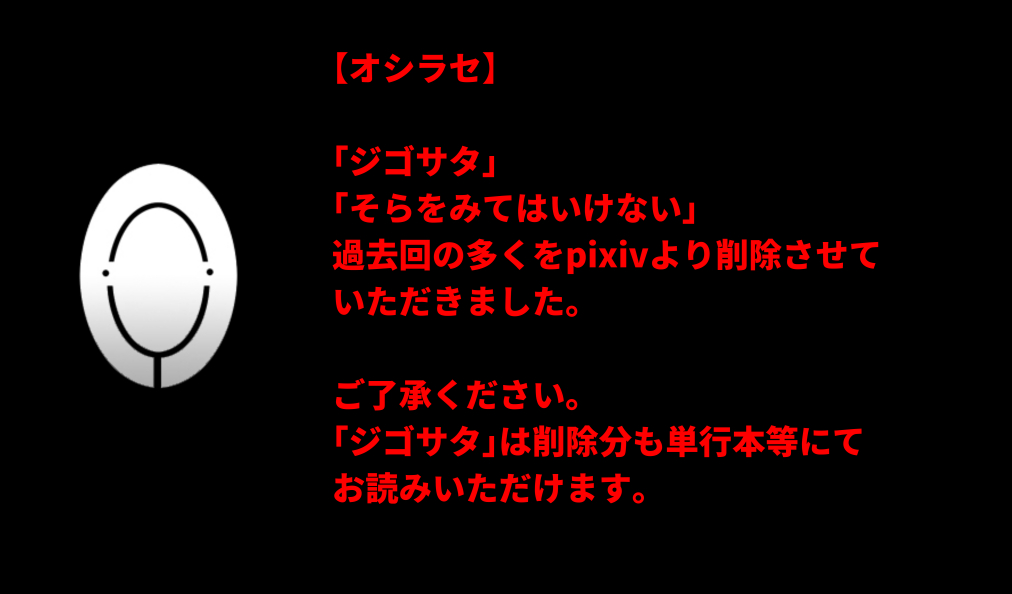 【オシラセ】
「ジゴサタ」
「そらをみてはいけない」
過去回の多くをpixivより削除させて
いただきました。
ご了承ください。
「ジゴサタ」は削除分も単行本等にて
お読みいただけます。